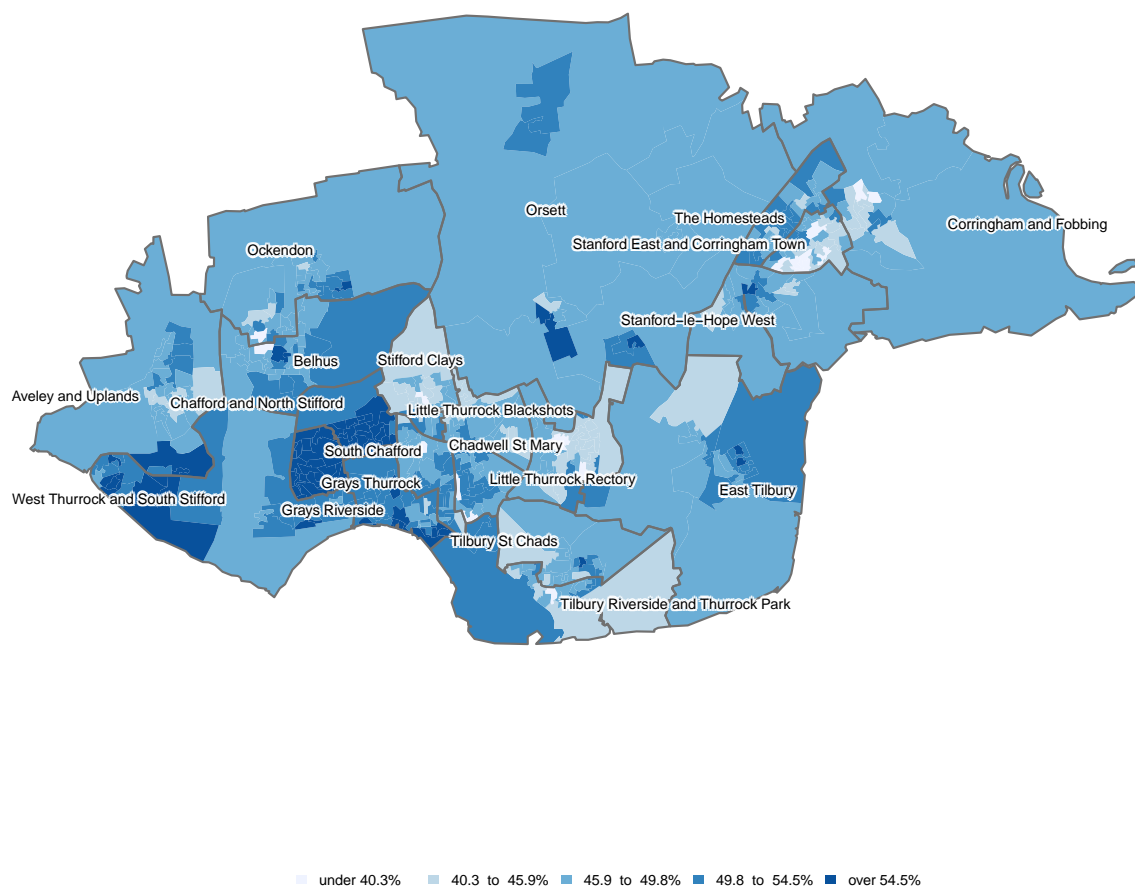 Orsett
The Homesteads
Corringham and Fobbing
Stanford East and Corringham Town
Ockendon
Stanford−le−Hope West
Belhus
Stifford Clays
Aveley and Uplands
Chafford and North Stifford
Little Thurrock Blackshots
Chadwell St Mary
South Chafford
Little Thurrock Rectory
Grays Thurrock
East Tilbury
West Thurrock and South Stifford
Grays Riverside
Tilbury St Chads
Tilbury Riverside and Thurrock Park
under 40.3% 40.3 to 45.9% 45.9 to 49.8% 49.8 to 54.5% over 54.5%